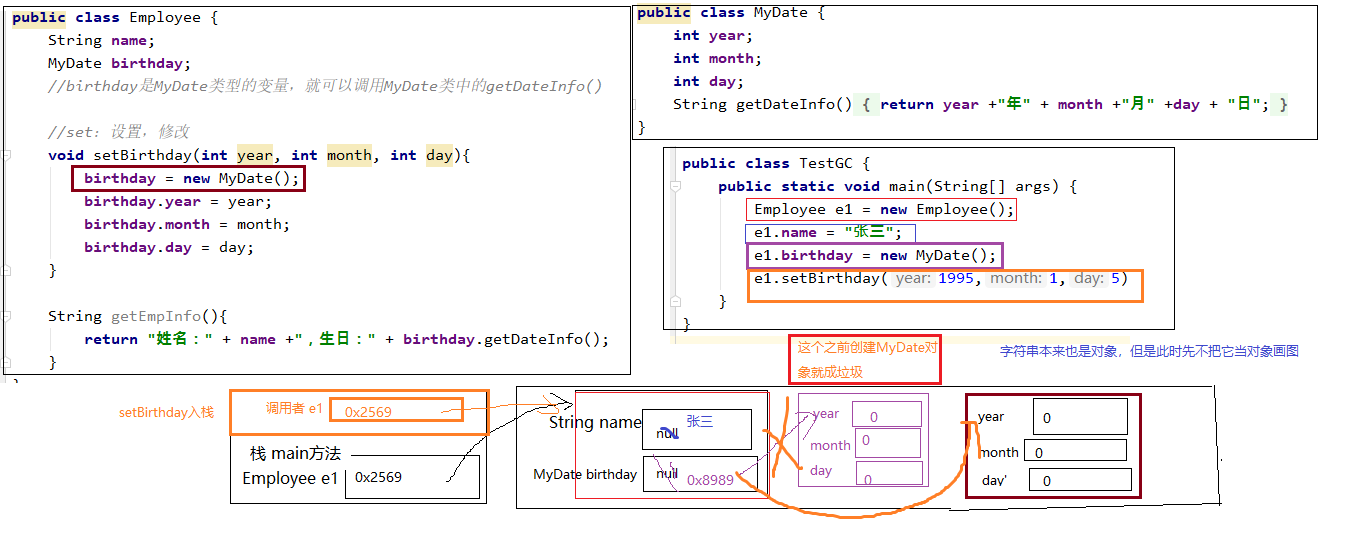 public class Employee {
String name;
MyDate birthday;
//birthday是MyDate类型的变量，就可以调用MyDate类中的getDateInfo()
//set：设置，修改
void setBirthday(int year, int month, int day){
birthday = new MyDate();
birthday.year = year;
birthday.month = month;
birthday.day = day;
}
String getEmpInfo(){
return "姓名：" + name +"，生日：" + birthday.getDateInfo();
}
public class MyDate {
int year;
int month;
int day;
String getDateInfo() { return year +"年" + month +"月" +day + "日"; }
}
public class TestGC {
public static void main(String[] args) {
Employee e1 = new Employee();
e1.name = "张三";
e1.birthday = new MyDate();
e1.setBirthday( year: 1995, month: 1, day: 5)
}
}
这个之前创建MyDate对
象就成垃圾
字符串本来也是对象，但是此时先不把它当对象画图
setBirthday入栈
调用者 e1
0x2569
栈 main方法
Employee e1
0x2569
String name
null
张三
MyDate birthday
null
0x8989
year
0
month
0
day
0
year
0
month
0
day'
0